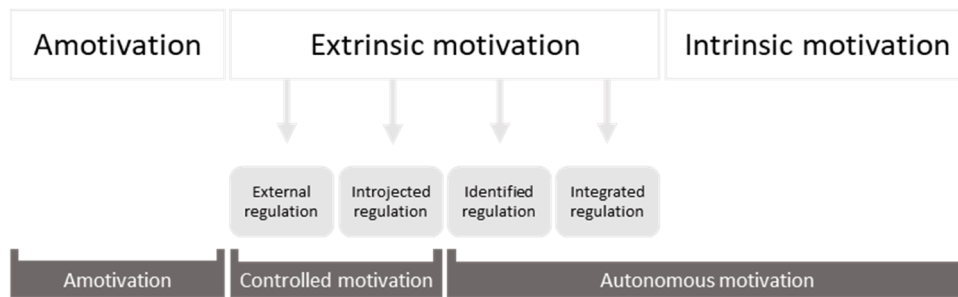 Amotivation
Extrinsic motivation
Intrinsic motivation
External
regulation
Introjected
regulation
Identified
regulation
Integrated
regulation
Amotivation
Controlled motivation
Autonomous motivation